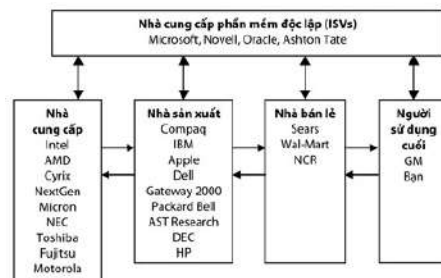 Nhà cung cấp phần mềm độc lập (ISVs)
Microsoft, Novell, Oracle, Ashton Tate
Nhà
cung cấp
Intel
AMD
Cyrix
NextGen
Micron
NEC
Toshiba
Fujitsu
Motorola
Nhà sản xuất
Compaq
IBM
Apple
Dell
Gateway 2000
Packard Bell
AST Research
DEC
HP
Nhà bán lẻ
Sears
Wal-Mart
NCR
Người
sử dụng
cuối
GM
Bạn